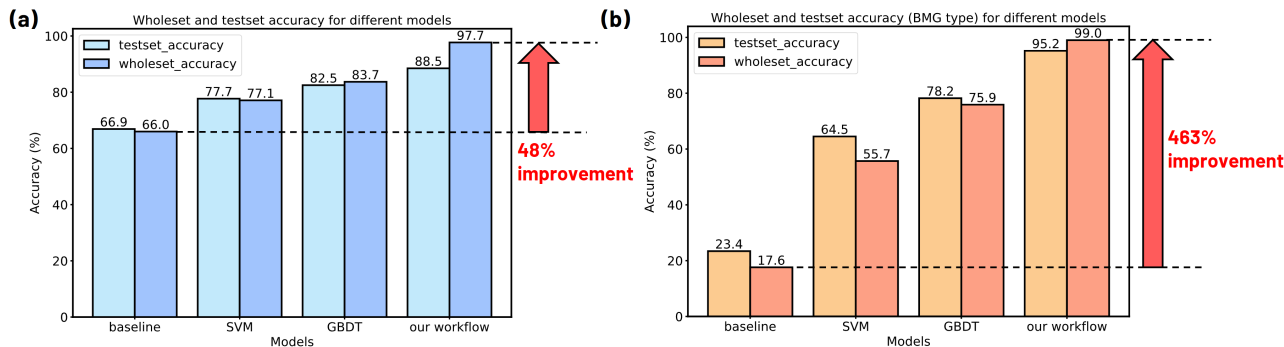 (a)
Wholeset and testset accuracy for different models
testset_accuracy
wholeset_accuracy
Accuracy (%)
100
80
60
40
20
0
66.9
66.0
77.7
77.1
82.5
83.7
88.5
97.7
48%
improvement
baseline
SVM
GBDT
our workflow
Models
(b)
Wholeset and testset accuracy (BMG type) for different models
testset_accuracy
wholeset_accuracy
Accuracy (%)
100
80
60
40
20
0
23.4
17.6
64.5
55.7
78.2
75.9
95.2
99.0
463%
improvement
baseline
SVM
GBDT
our workflow
Models